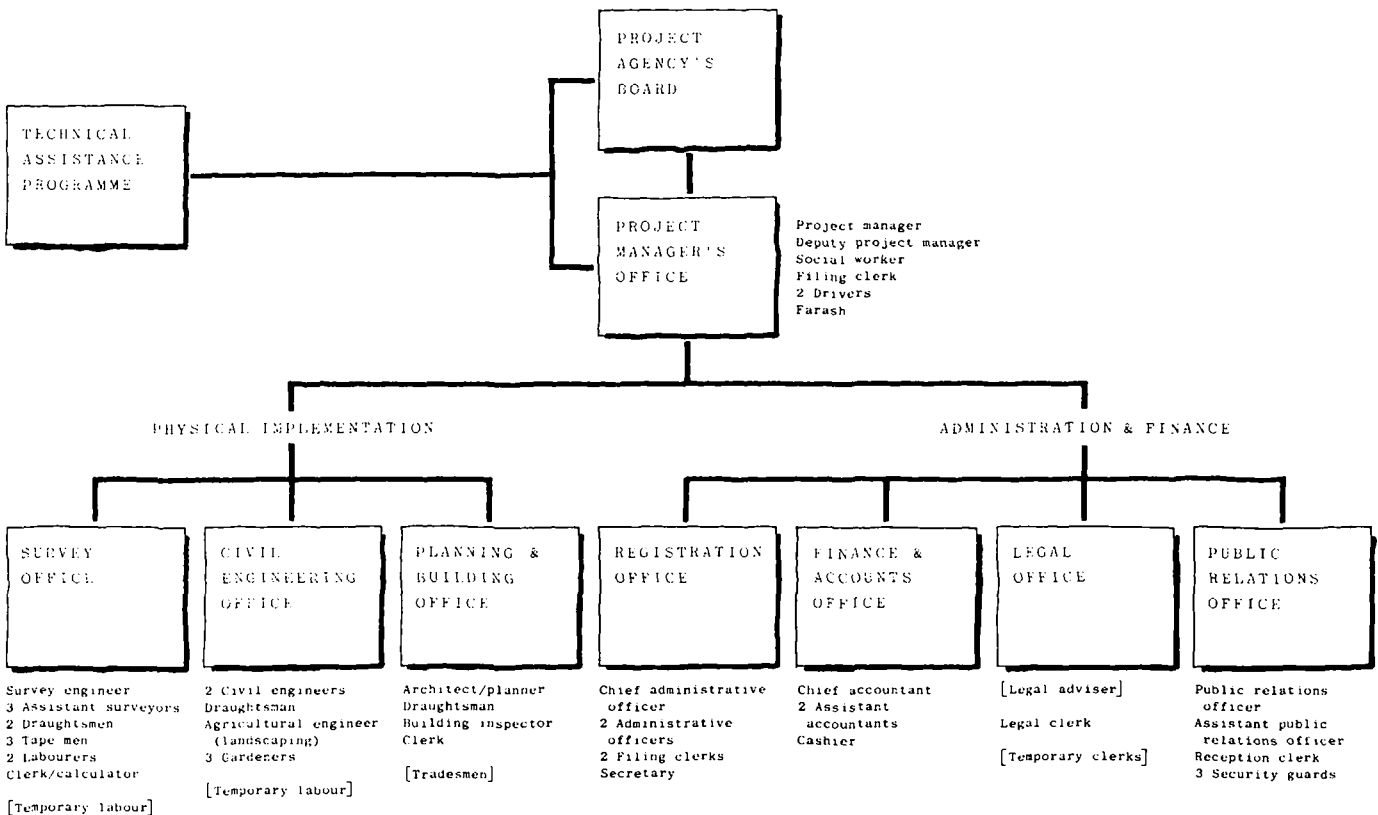 PROJECT
AGENCY'S
BOARD
TECHNICAL
ASSISTANCE
PROGRAMME
PROJECT
MANAGER'S
OFFICE
Project manager
Deputy project manager
Social worker
Filing clerk
2 Drivers
Farash
PHYSICAL IMPLEMENTATION
ADMINISTRATION & FINANCE
SURVEY
OFFICE
Survey engineer
3 Assistant surveyors
2 Draughtsmen
3 Tape men
2 Labourers
Clerk/calculator
[Temporary labour]
CIVIL
ENGINEERING
OFFICE
2 Civil engineers
Draughtsman
Agricultural engineer
(landscaping)
3 Gardeners
[Temporary labour]
PLANNING &
BUILDING
OFFICE
Architect/planner
Draughtsman
Building inspector
Clerk
[Tradesmen]
REGISTRATION
OFFICE
Chief administrative
officer
2 Administrative
officers
2 Filing clerks
Secretary
FINANCE &
ACCOUNTS
OFFICE
Chief accountant
2 Assistant
accountants
Cashier
LEGAL
OFFICE
[Legal adviser]
Legal clerk
[Temporary clerks]
PUBLIC
RELATIONS
OFFICE
Public relations
officer
Assistant public
relations officer
Reception clerk
3 Security guards